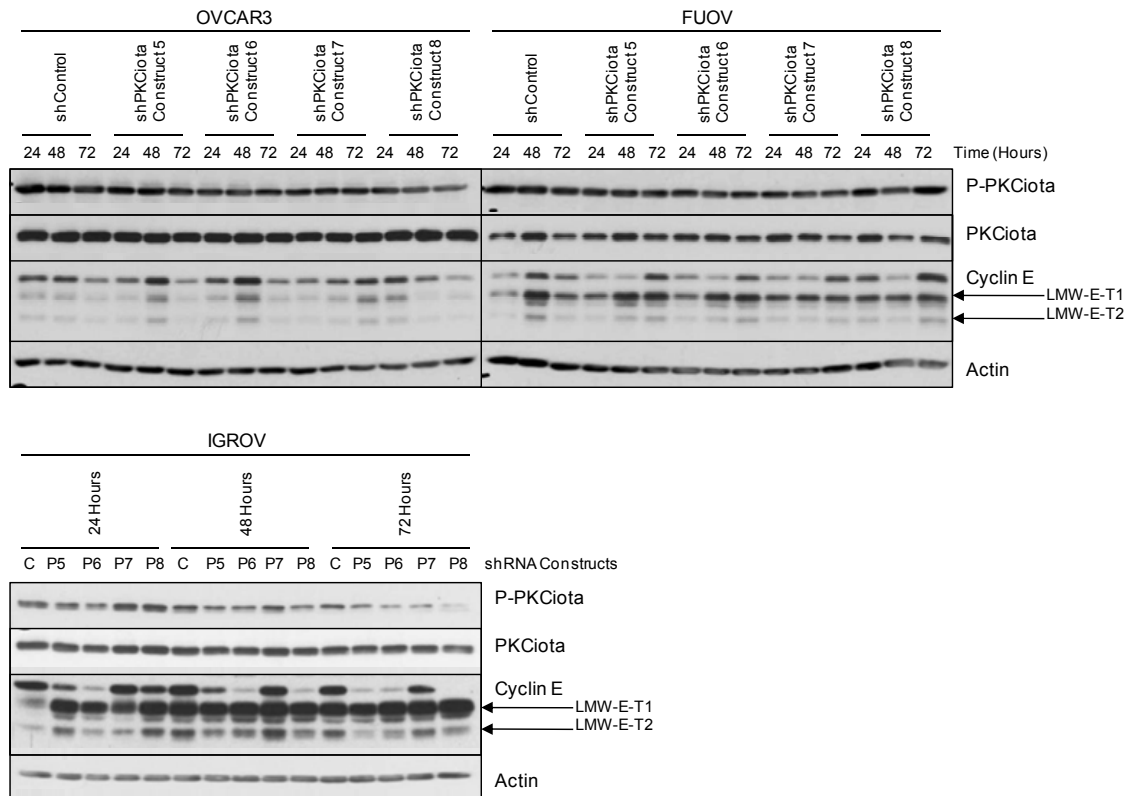 OVCAR3 FUOV
shControl shPKCiota Construct 5 shPKCiota Construct 6 shPKCiota Construct 7 shPKCiota Construct 8 shControl shPKCiota Construct 5 shPKCiota Construct 6 shPKCiota Construct 7 shPKCiota Construct 8
24 48 72 24 48 72 24 48 72 24 48 72 24 48 72 24 48 72 24 48 72 24 48 72 24 48 72 24 48 72 Time (Hours)
P-PKCiota
PKCiota
Cyclin E
LMW-E-T1
LMW-E-T2
Actin
IGROV
24 Hours 48 Hours 72 Hours
C P5 P6 P7 P8 C P5 P6 P7 P8 C P5 P6 P7 P8 shRNA Constructs
P-PKCiota
PKCiota
Cyclin E
LMW-E-T1
LMW-E-T2
Actin